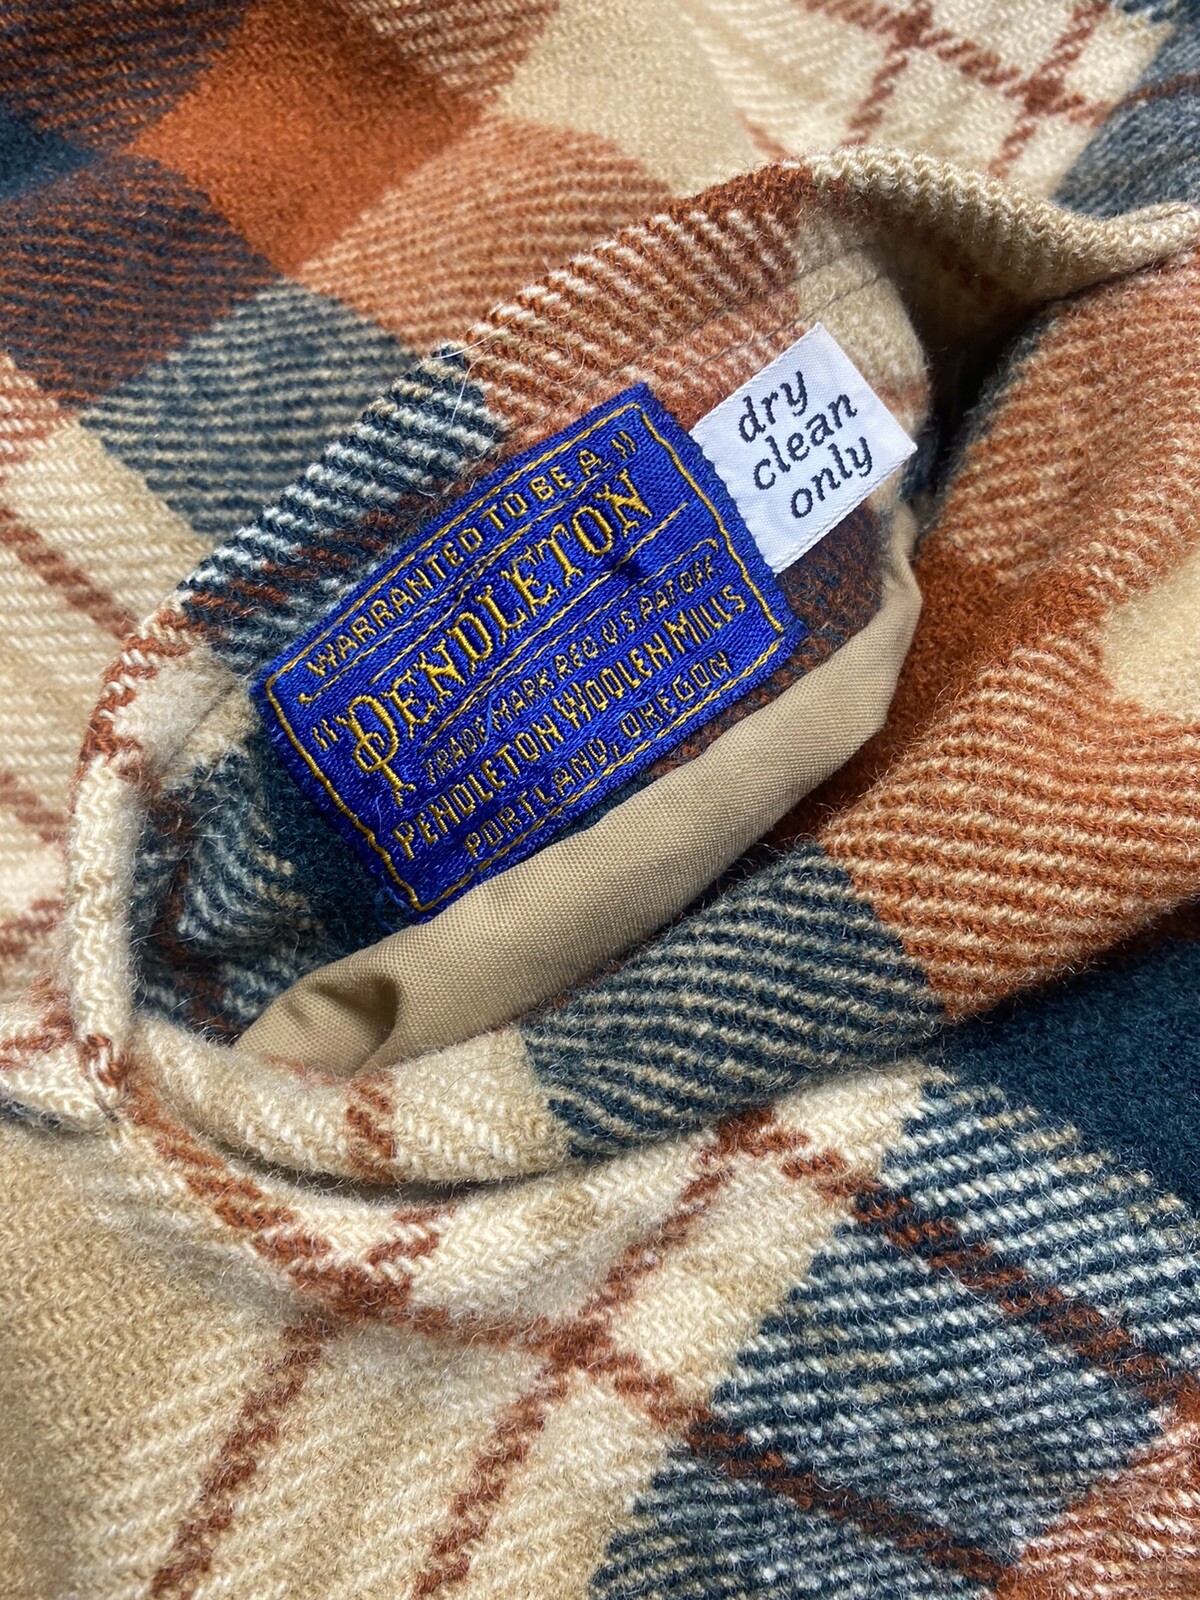 WARRANTED TO BE A "
"PENDLETON
TRADE MARK REG. U.S. PAT. OFF.
PENDLETON WOOLEN MILLS
PORTLAND, OREGON
dry
clean
only